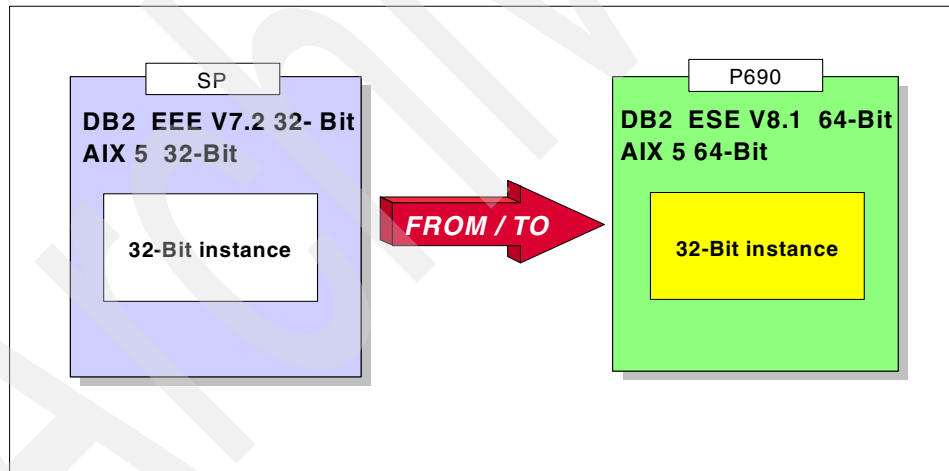 SP
DB2 EEE V7.2 32- Bit
AIX 5 32-Bit
32-Bit instance
FROM / TO
P690
DB2 ESE V8.1 64-Bit
AIX 5 64-Bit
32-Bit instance